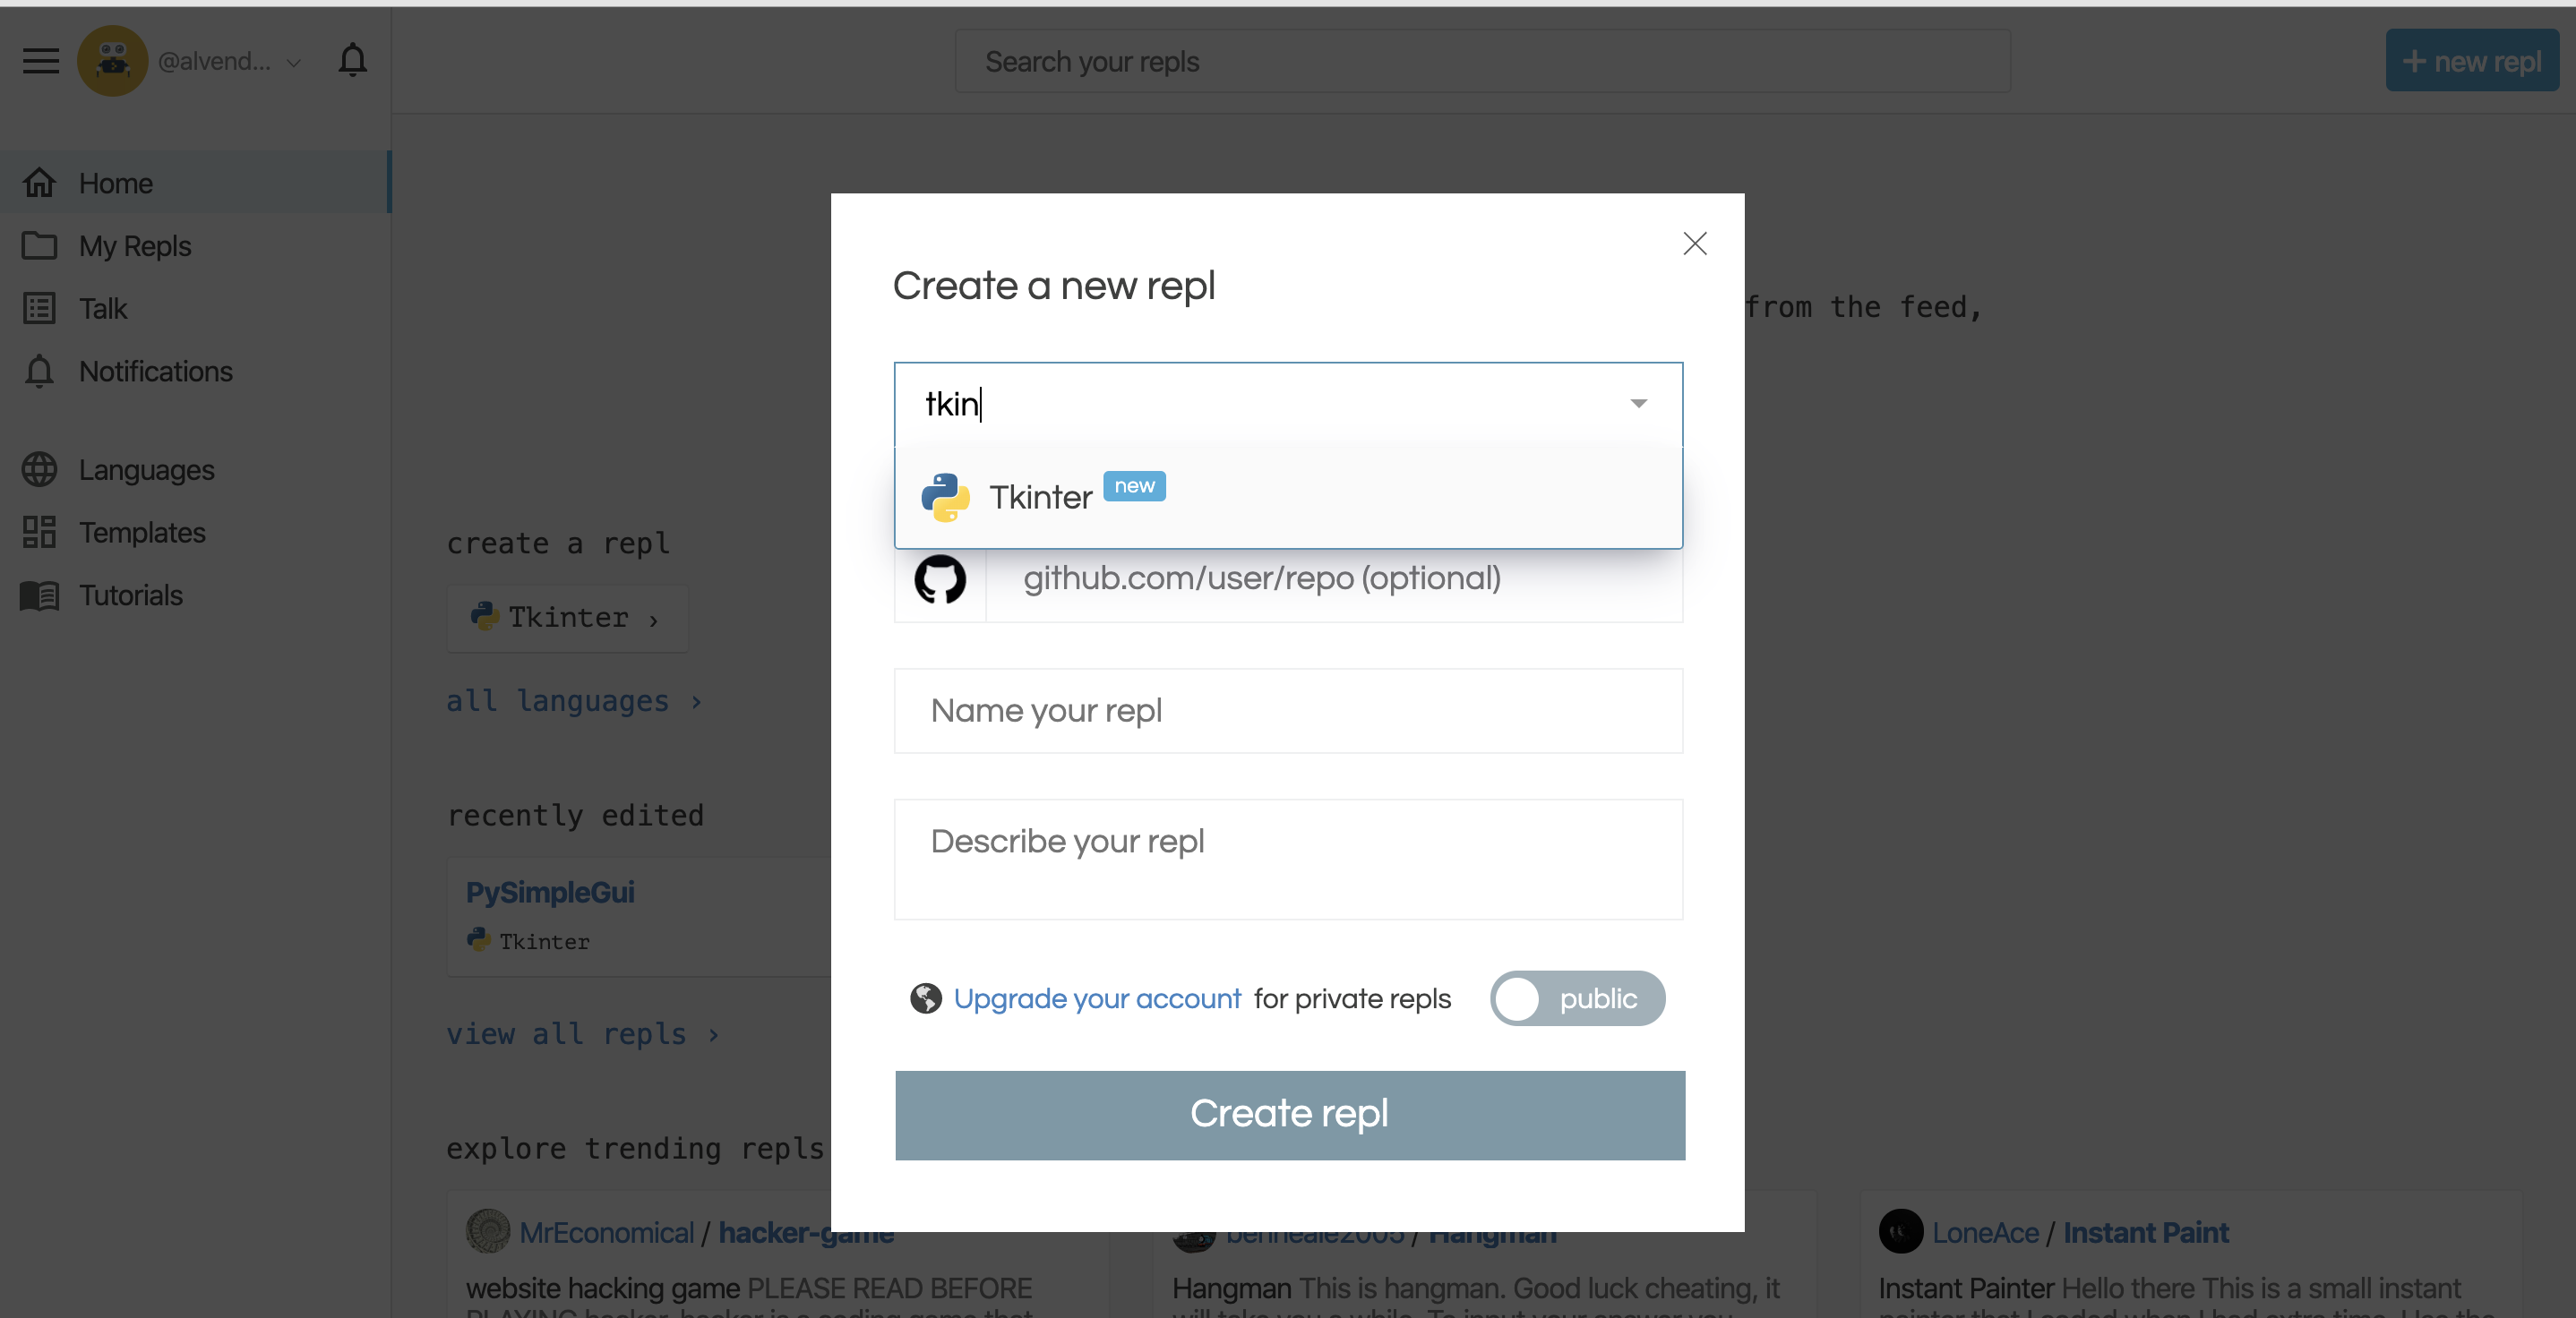 @alvend...
Search your repls
+ new repl
Home
My Repls
Talk
Notifications
Languages
Templates
Tutorials
from the feed,
create a repl
Tkinter ›
all languages ›
recently edited
PySimpleGui
Tkinter
view all repls ›
explore trending repls
Create a new repl
tkin
Tkinter new
github.com/user/repo (optional)
Name your repl
Describe your repl
Upgrade your account for private repls
public
Create repl
MrEconomical / hacker-game
website hacking game PLEASE READ BEFORE
benheale2005 / Hangman
Hangman This is hangman. Good luck cheating, it
LoneAce / Instant Paint
Instant Painter Hello there This is a small instant